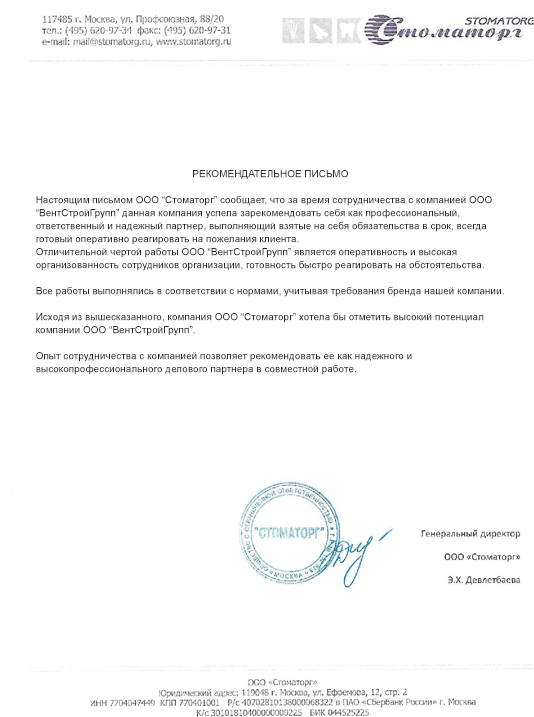 117485 г. Москва, ул. Профсоюзная, 88/20
тел.: (495) 620-97-34 факс: (495) 620-97-31
e-mail: mail@stomatorg.ru, www.stomatorg.ru
STOMATORG
Стоматорг
РЕКОМЕНДАТЕЛЬНОЕ ПИСЬМО
Настоящим письмом ООО “Стоматорг” сообщает, что за время сотрудничества с компанией ООО
“ВентСтройГрупп” данная компания успела зарекомендовать себя как профессиональный,
ответственный и надежный партнер, выполняющий взятые на себя обязательства в срок, всегда
готовый оперативно реагировать на пожелания клиента.
Отличительной чертой работы ООО “ВентСтройГрупп” является оперативность и высокая
организованность сотрудников организации, готовность быстро реагировать на обстоятельства.
Все работы выполнялись в соответствии с нормами, учитывая требования бренда нашей компании.
Исходя из вышесказанного, компания ООО “Стоматорг” хотела бы отметить высокий потенциал
компании ООО “ВентСтройГрупп”.
Опыт сотрудничества с компанией позволяет рекомендовать ее как надежного и
высокопрофессионального делового партнера в совместной работе.
ОБЩЕСТВО С ОГРАНИЧЕННОЙ ОТВЕТСТВЕННОСТЬЮ
"СТОМАТОРГ"
МОСКВА
Генеральный директор
ООО «Стоматорг»
Э.Х. Девлетбаева
ООО «Стоматорг»
Юридический адрес: 119048 г. Москва, ул. Ефремова, 12, стр. 2
ИНН 7704047449 КПП 770401001 Р/с 40702810138000068322 в ПАО «Сбербанк России» г. Москва
К/с 30101810400000000225 БИК 044525225